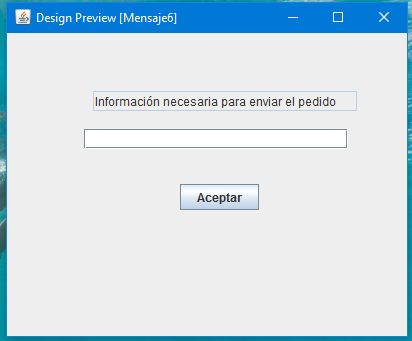 Design Preview [Mensaje6]
Información necesaria para enviar el pedido
Aceptar